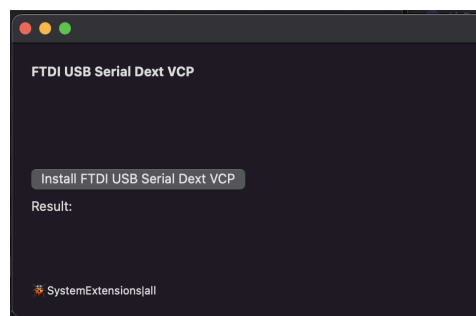 FTDI USB Serial Dext VCP
Install FTDI USB Serial Dext VCP
Result:
SystemExtensions|all